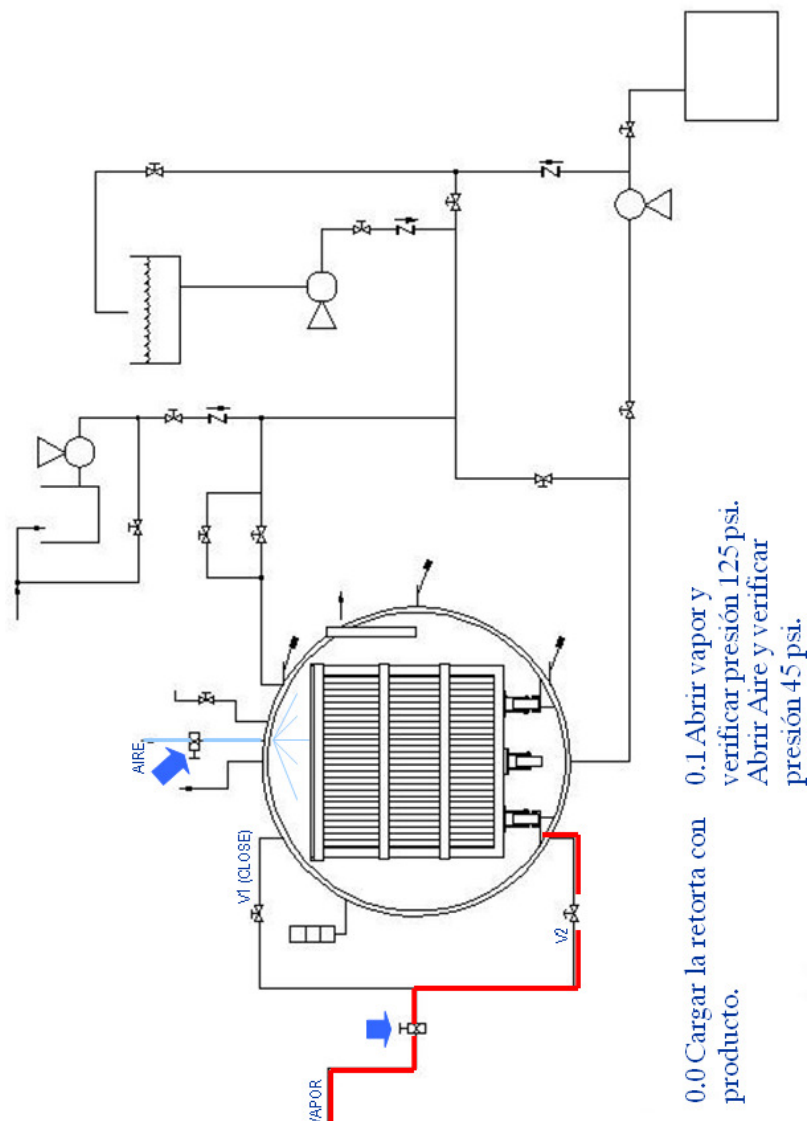 AIRE
V1 (CLOSE)
V2
VAPOR
0.0 Cargar la retorta con
producto.
0.1 Abrir vapor y
verificar presión 125 psi.
Abrir Aire y verificar
presión 45 psi.